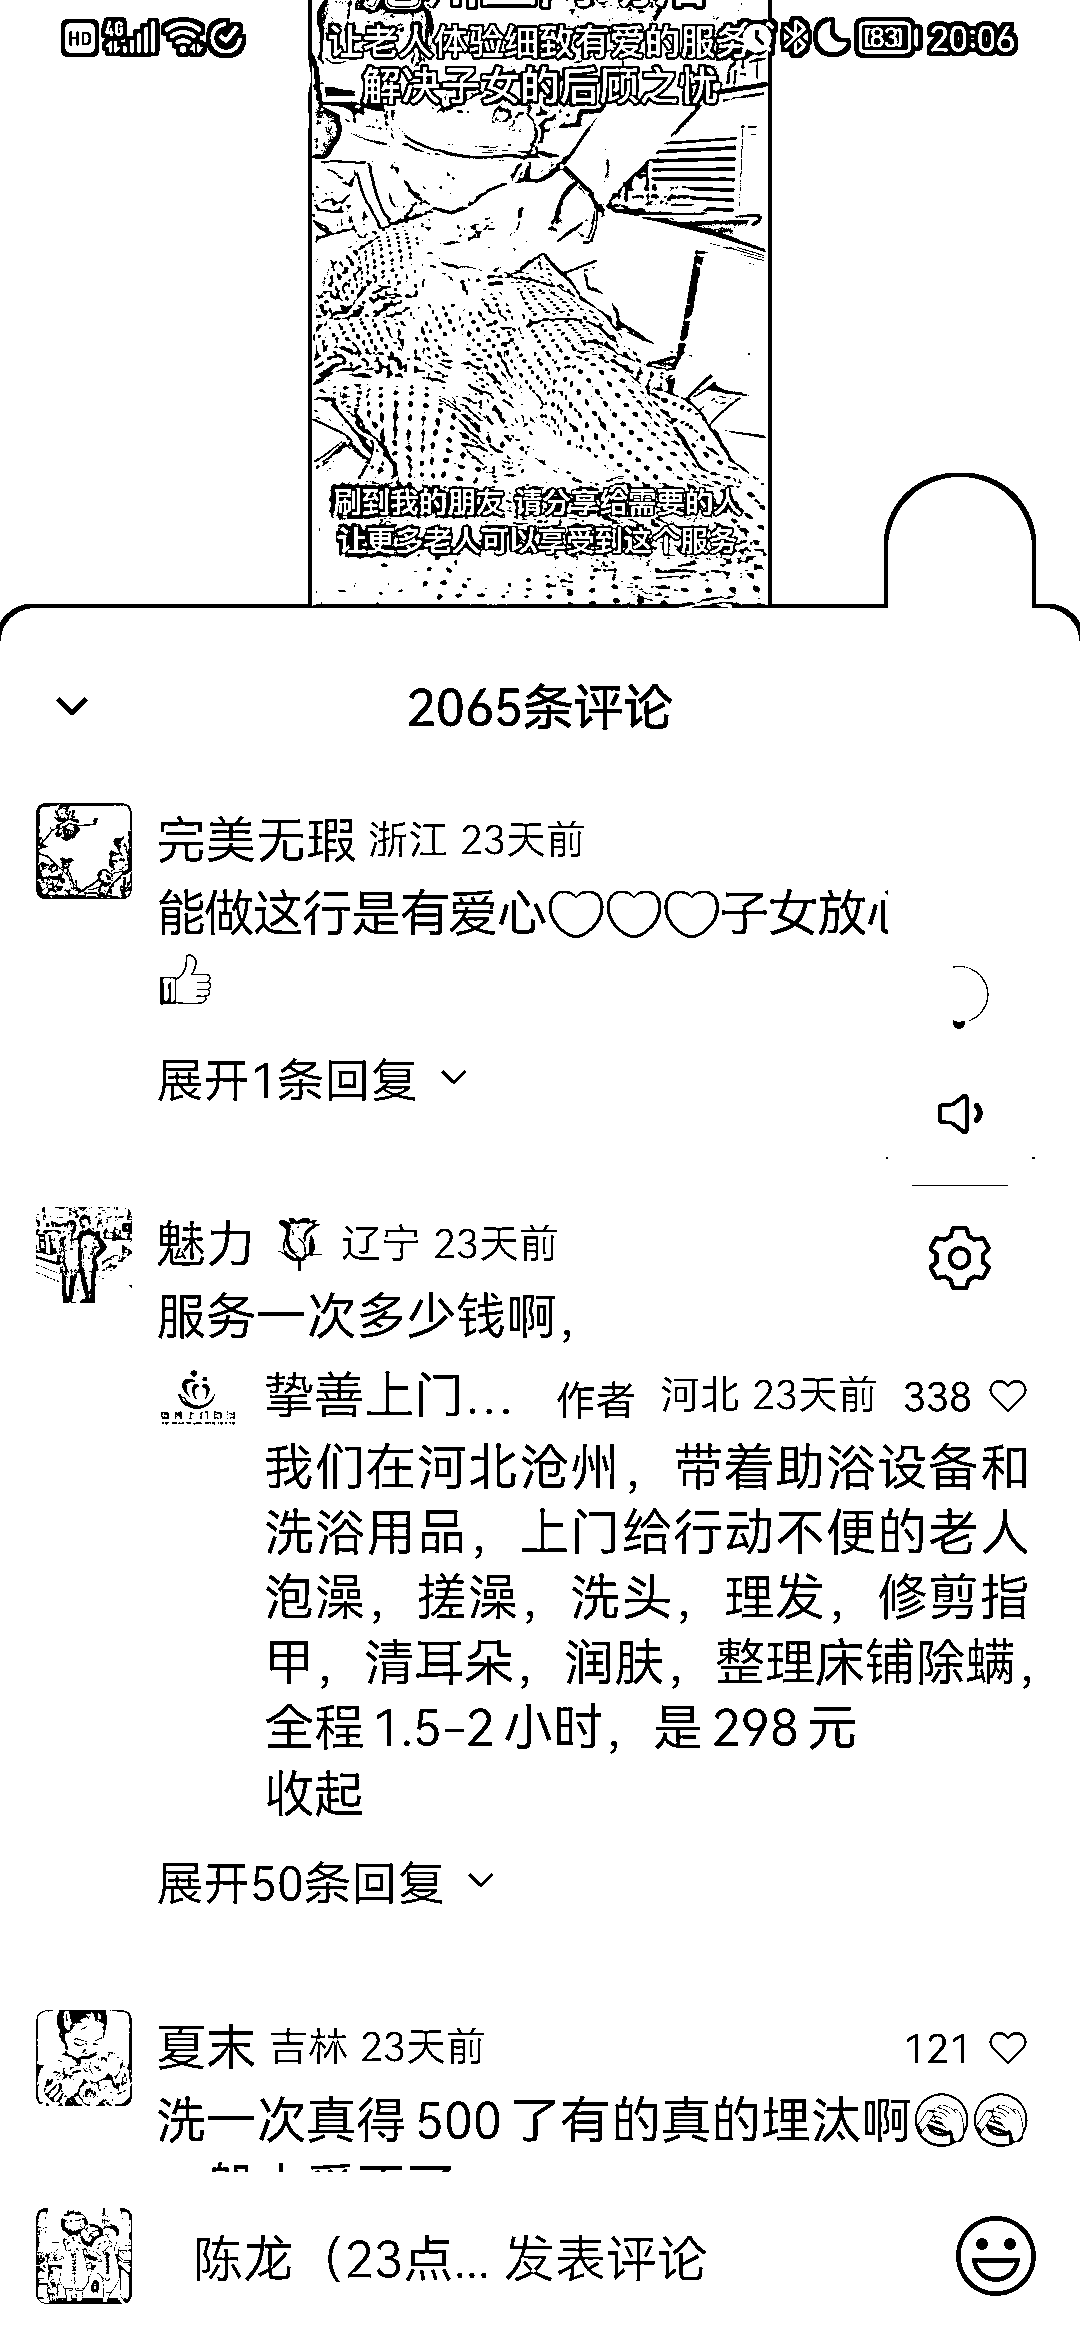 HD 4G 83 20:06
让老人体验细致有爱的服务
解决子女的后顾之忧
刷到我的朋友 请分享给需要的人
让更多老人可以享受到这个服务
2065条评论
完美无瑕 浙江 23天前
能做这行是有爱心♡♡♡子女放心
展开1条回复
魅力 辽宁 23天前
服务一次多少钱啊，
挚善上门... 作者 河北 23天前 338
我们在河北沧州，带着助浴设备和
洗浴用品，上门给行动不便的老人
泡澡，搓澡，洗头，理发，修剪指
甲，清耳朵，润肤，整理床铺除螨，
全程1.5-2小时，是298元
收起
展开50条回复
夏末 吉林 23天前 121
洗一次真得500了有的真的埋汰啊
陈龙（23点... 发表评论